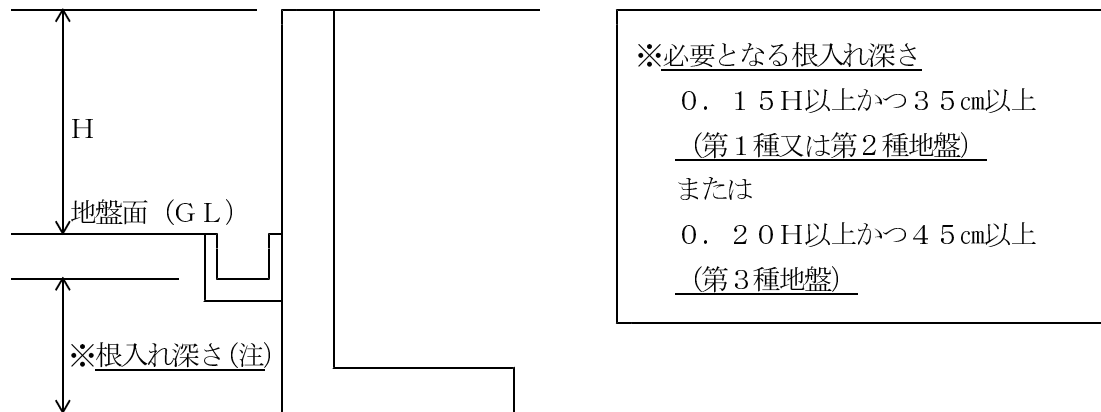 H
地盤面（ＧＬ）
※根入れ深さ(注)
※必要となる根入れ深さ
０．１５Ｈ以上かつ３５㎝以上
（第１種又は第２種地盤）
または
０．２０Ｈ以上かつ４５㎝以上
（第３種地盤）